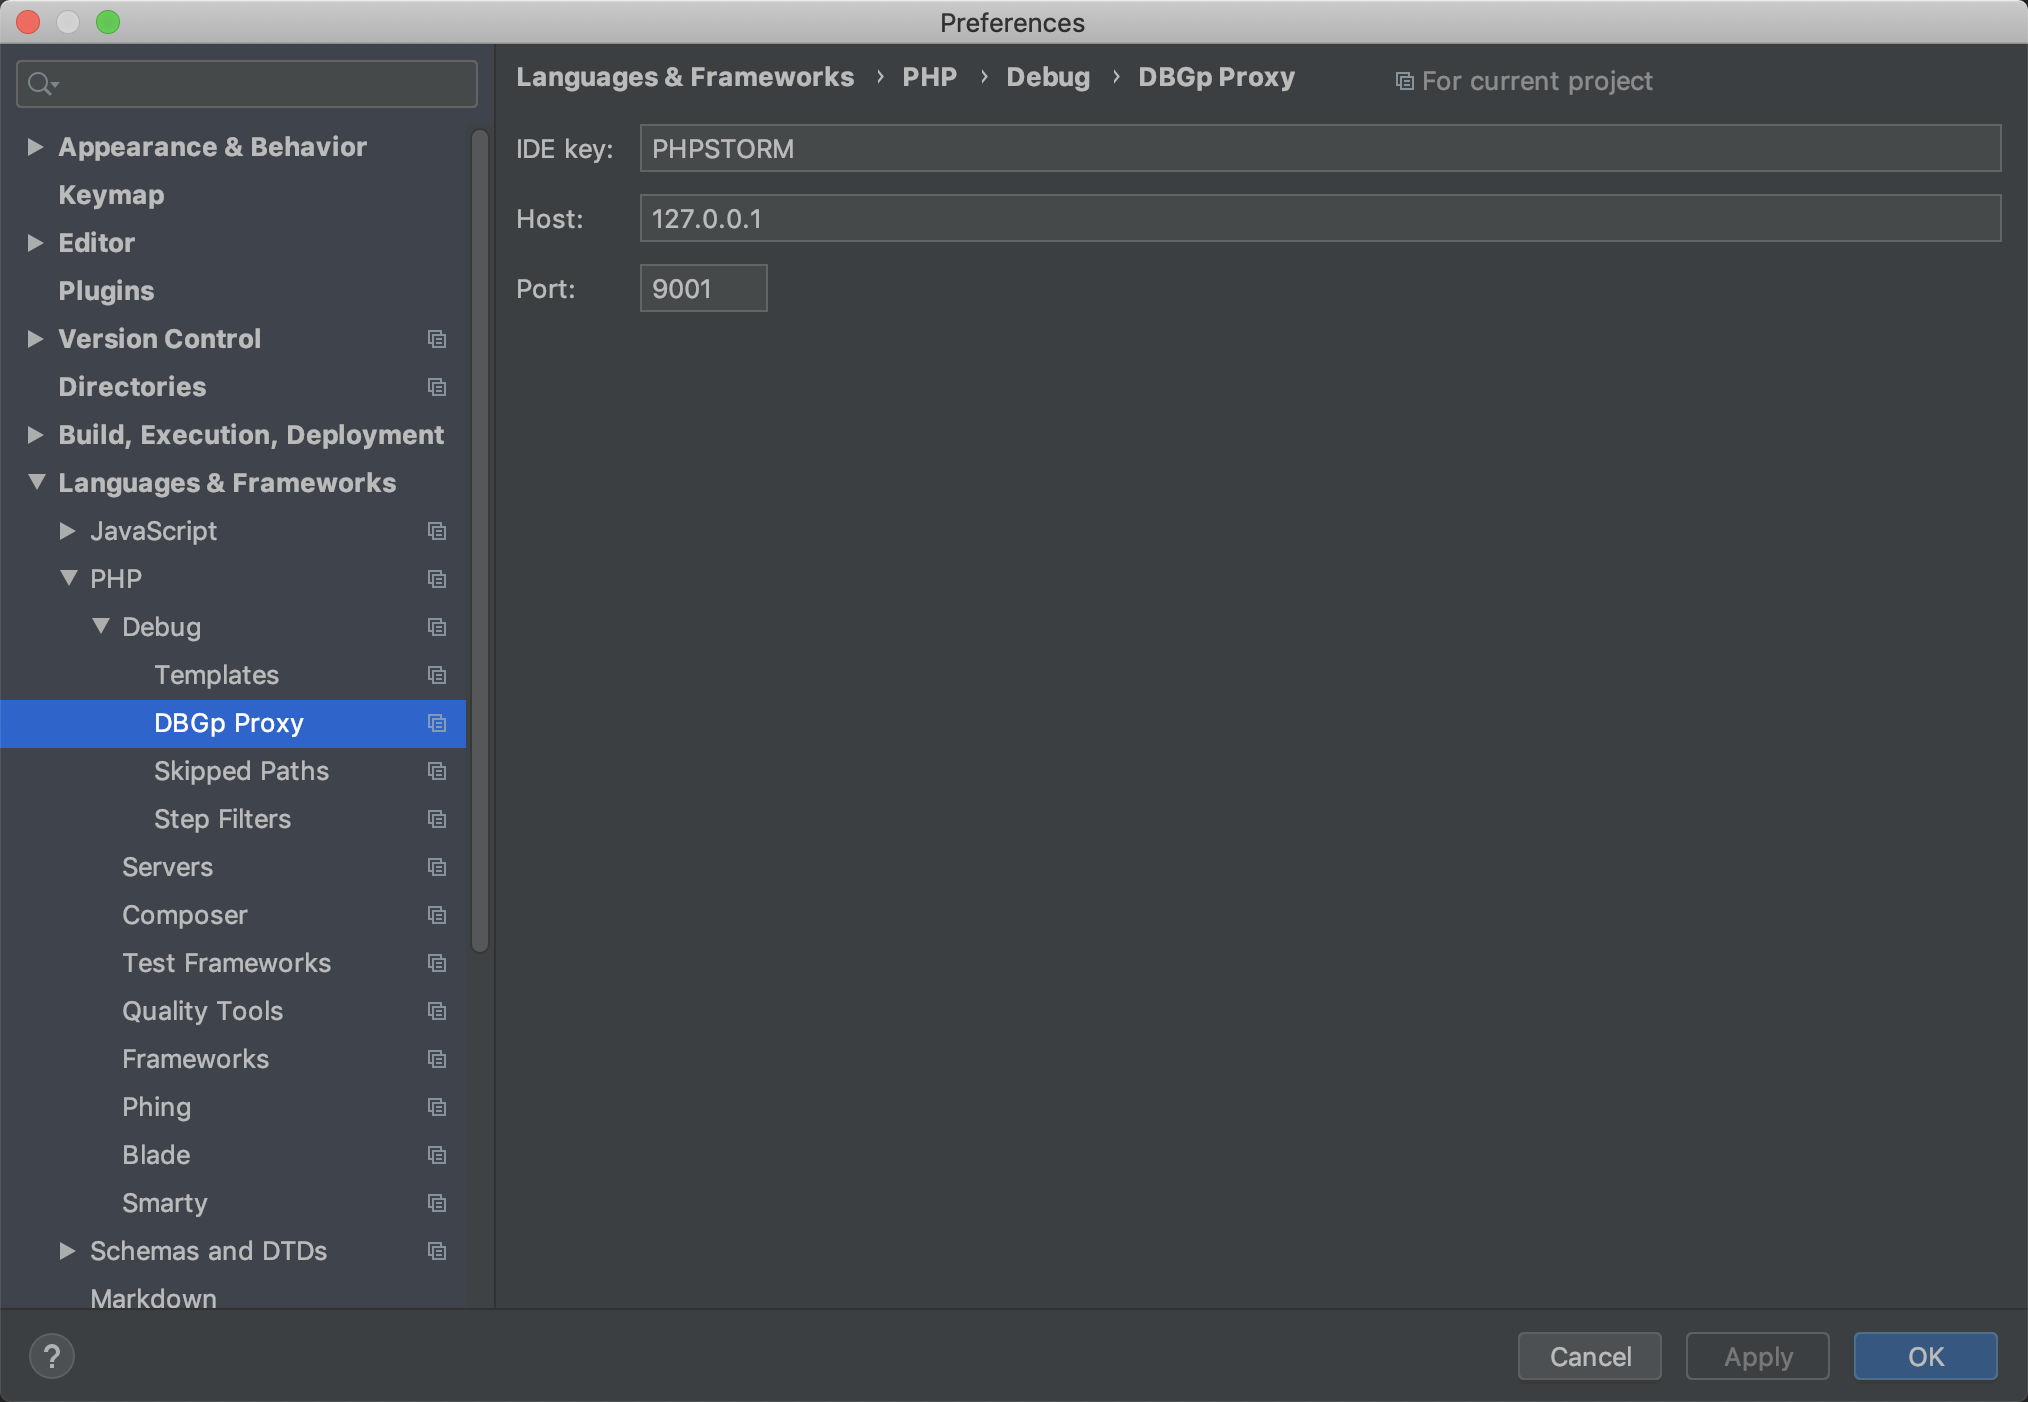 Preferences
Appearance & Behavior
Keymap
Editor
Plugins
Version Control
Directories
Build, Execution, Deployment
Languages & Frameworks
JavaScript
PHP
Debug
Templates
DBGp Proxy
Skipped Paths
Step Filters
Servers
Composer
Test Frameworks
Quality Tools
Frameworks
Phing
Blade
Smarty
Schemas and DTDs
Markdown
Languages & Frameworks › PHP › Debug › DBGp Proxy
For current project
IDE key: PHPSTORM
Host: 127.0.0.1
Port: 9001
?
Cancel
Apply
OK